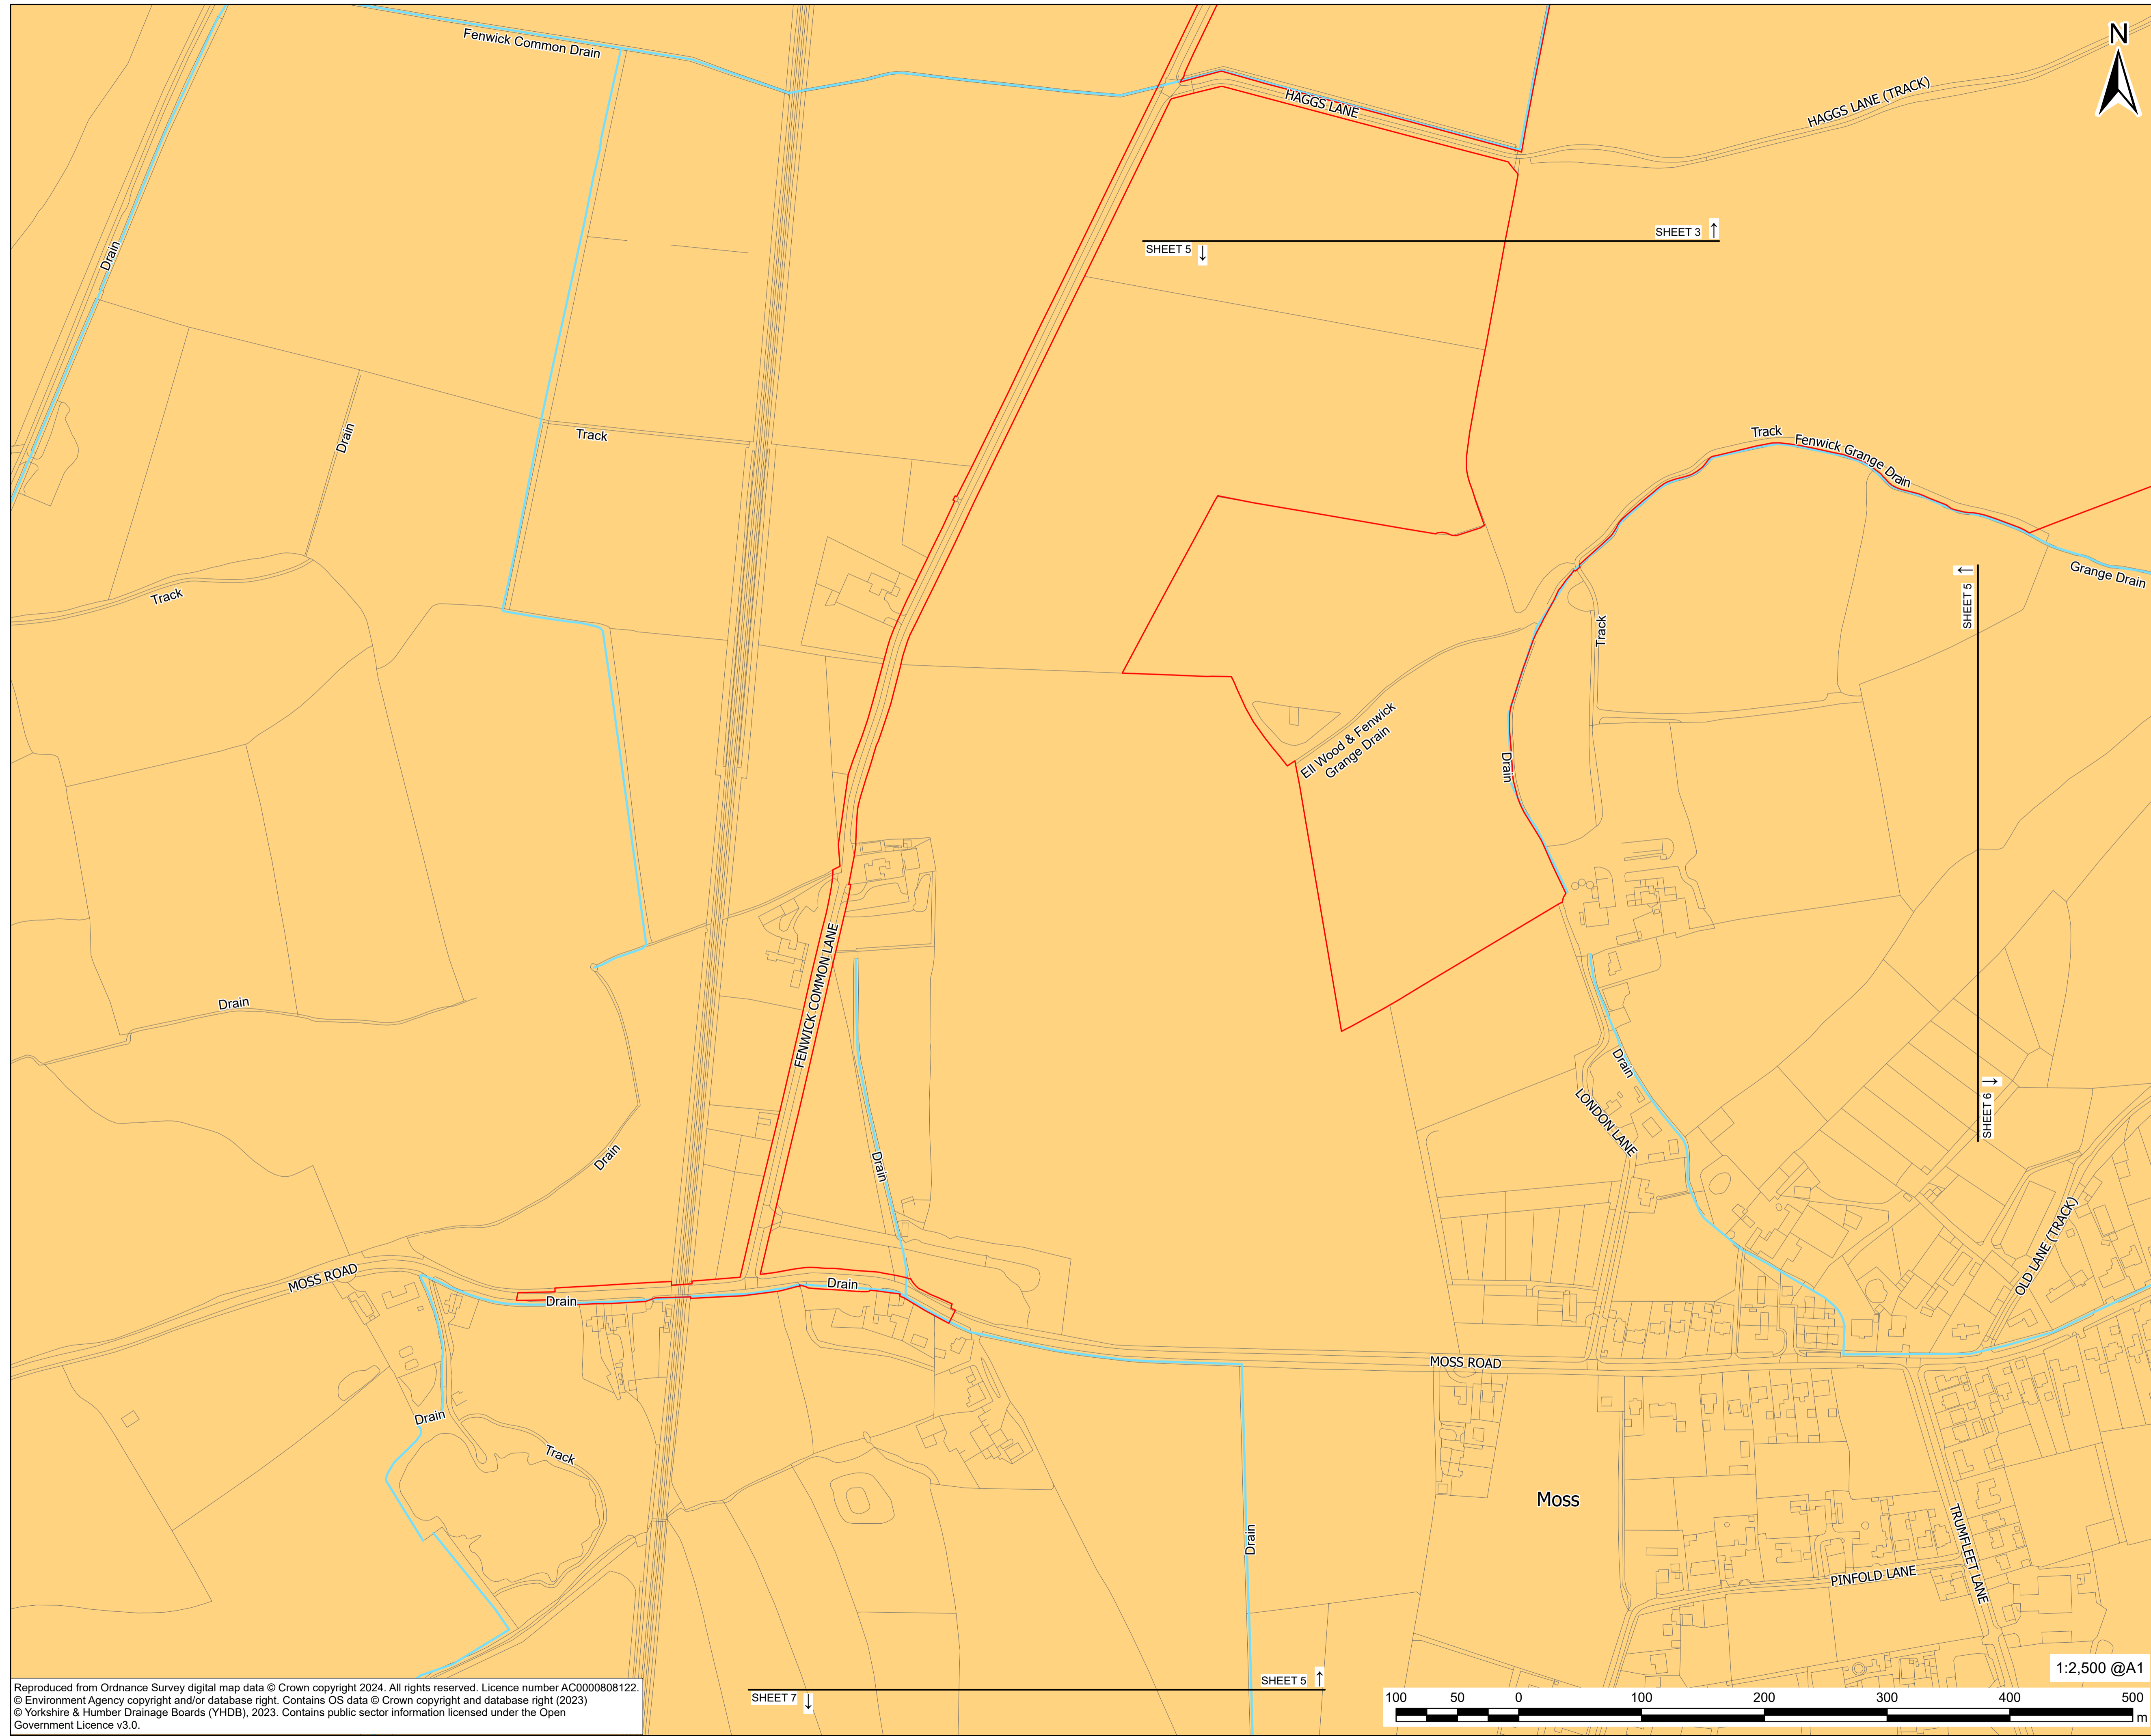 Fenwick Common Drain
N
HAGGS LANE
HAGGS LANE (TRACK)
SHEET 3 ↑
SHEET 5 ↓
Drain
Drain
Track
Track
Fenwick Grange Drain
Grange Drain
SHEET 5 ←
Track
Track
Ell Wood & Fenwick
Grange Drain
Drain
FENWICK COMMON LANE
Drain
Drain
LONDON LANE
SHEET 6 →
Drain
Drain
OLD LANE (TRACK)
MOSS ROAD
Drain
Drain
MOSS ROAD
Drain
Track
Moss
Drain
TRUMFLEET LANE
PINFOLD LANE
1:2,500 @A1
SHEET 5 ↑
SHEET 7 ↓
100 50 0 100 200 300 400 500
m
Reproduced from Ordnance Survey digital map data © Crown copyright 2024. All rights reserved. Licence number AC0000808122.
© Environment Agency copyright and/or database right. Contains OS data © Crown copyright and database right (2023)
© Yorkshire & Humber Drainage Boards (YHDB), 2023. Contains public sector information licensed under the Open
Government Licence v3.0.